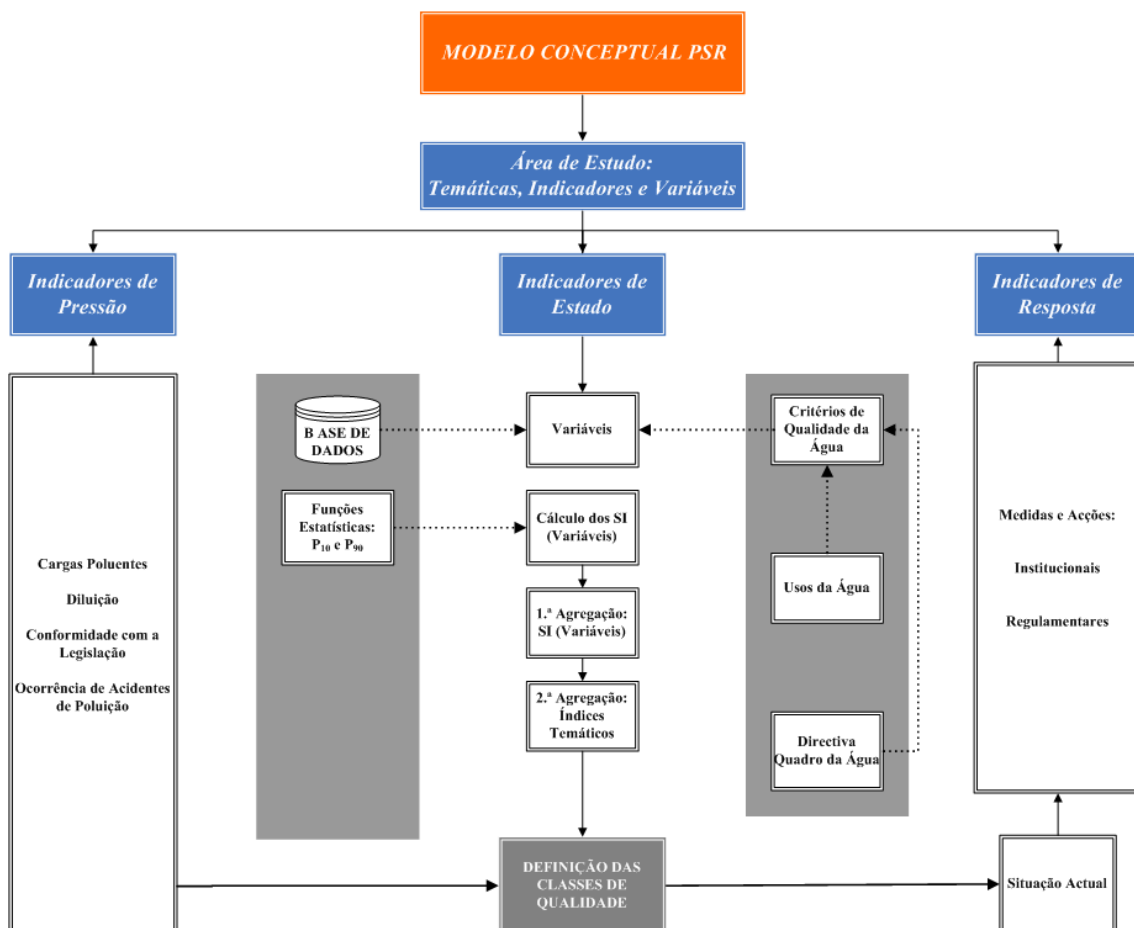 MODELO CONCEPTUAL PSR
Área de Estudo:
Temáticas, Indicadores e Variáveis
Indicadores de
Pressão
Indicadores de
Estado
Indicadores de
Resposta
Cargas Poluentes
Diluição
Conformidade com a
Legislação
Ocorrência de Acidentes
de Poluição
B ASE DE
DADOS
Funções
Estatísticas:
P10 e P90
Variáveis
Cálculo dos SI
(Variáveis)
1.ª Agregação:
SI (Variáveis)
2.ª Agregação:
Índices
Temáticos
DEFINIÇÃO DAS
CLASSES DE
QUALIDADE
Critérios de
Qualidade da
Água
Usos da Água
Directiva
Quadro da Água
Medidas e Acções:
Institucionais
Regulamentares
Situação Actual